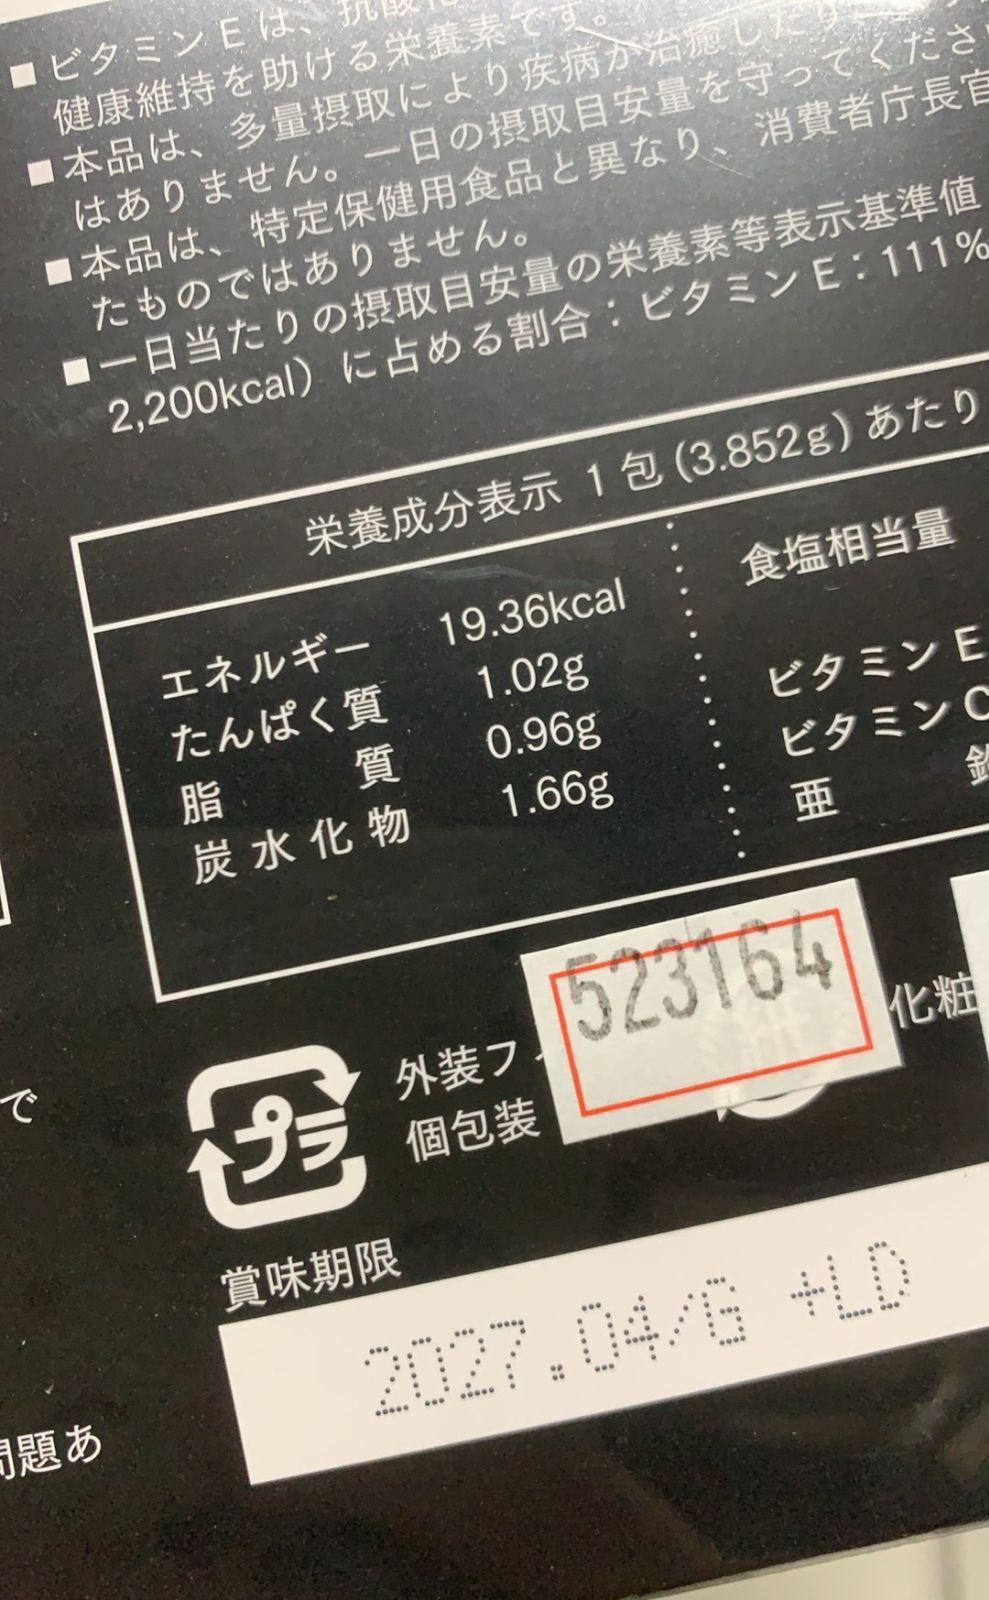 ■ビタミンEは、抗酸化
健康維持を助ける栄養素です。
■本品は、多量摂取により疾病が治癒したり
はありません。一日の摂取目安量を守ってくださ
■本品は、特定保健用食品と異なり、消費者庁長官
たものではありません。
■一日当たりの摂取目安量の栄養素等表示基準値
2,200kcal）に占める割合：ビタミンE：111%
栄養成分表示 1包(3.852g)あたり
エネルギー 19.36kcal
たんぱく質 1.02g
脂質 0.96g
炭水化物 1.66g
食塩相当量
ビタミンE
ビタミンC
亜鉛
523164
で
プラ
外装フ
個包装
化粧
賞味期限
2027.04/G +LD
問題あ